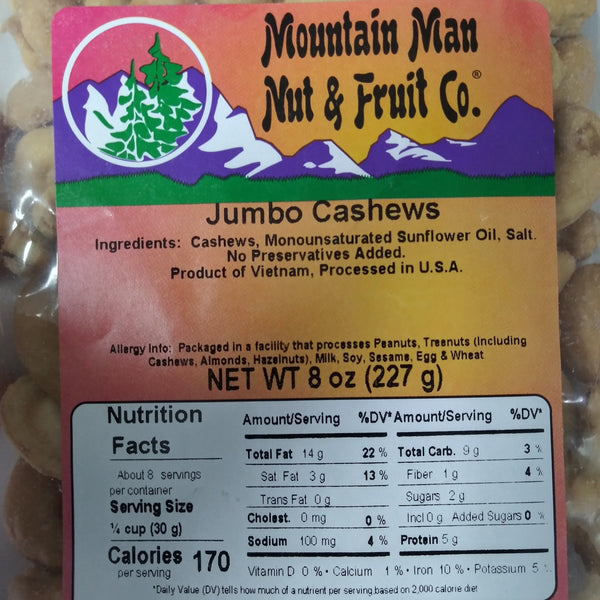 Mountain Man
Nut & Fruit Co.®
Jumbo Cashews
Ingredients: Cashews, Monounsaturated Sunflower Oil, Salt.
No Preservatives Added.
Product of Vietnam, Processed in U.S.A.
Allergy Info: Packaged in a facility that processes Peanuts, Treenuts (Including
Cashews, Almonds, Hazelnuts), Milk, Soy, Sesame, Egg & Wheat
NET WT 8 oz (227 g)
Nutrition
Facts
About 8 servings
per container
Serving Size
¼ cup (30 g)
Calories 170
per serving
Amount/Serving %DV*
Total Fat 14 g 22 %
Sat Fat 3 g 13 %
Trans Fat 0 g
Cholest. 0 mg 0 %
Sodium 100 mg 4 %
Amount/Serving %DV*
Total Carb. 9 g 3 %
Fiber 1 g 4 %
Sugars 2 g
Incl 0 g Added Sugars 0 %
Protein 5 g
Vitamin D 0 % • Calcium 1 % • Iron 10 % • Potassium 5 %
*Daily Value (DV) tells how much of a nutrient per serving based on 2,000 calorie diet